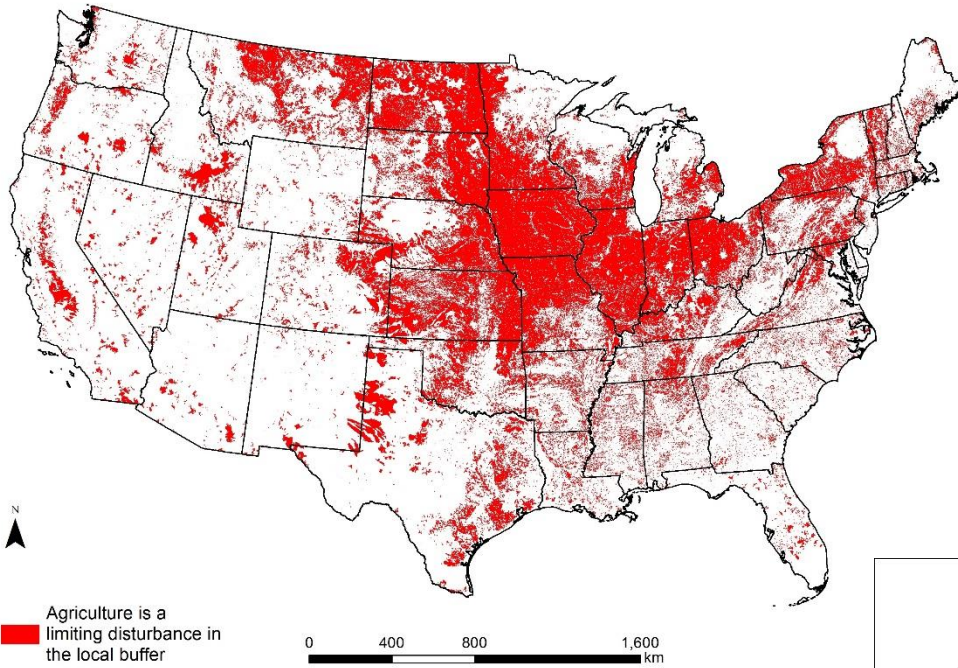 N
Agriculture is a
limiting disturbance in
the local buffer
0 400 800 1,600
km